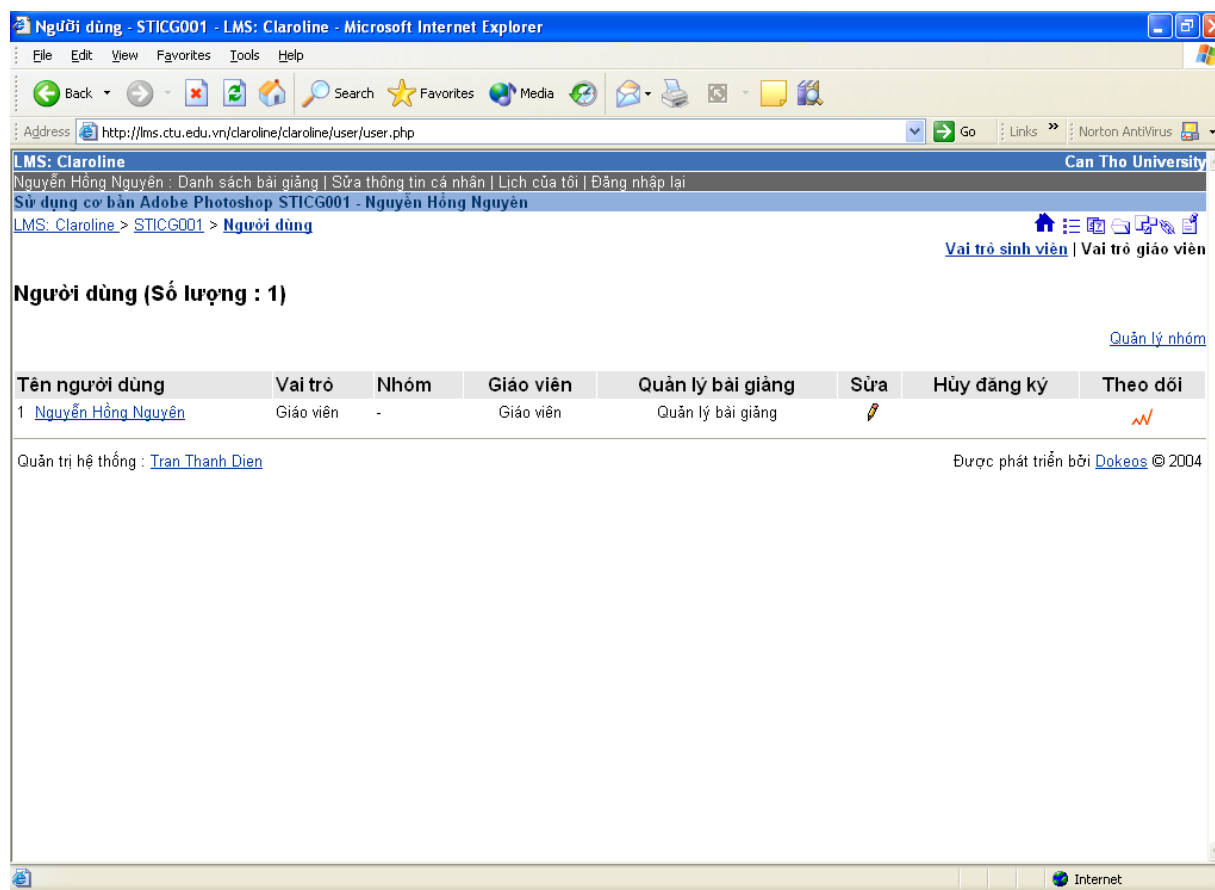 Người dùng - STICG001 - LMS: Claroline - Microsoft Internet Explorer
File Edit View Favorites Tools Help
Back Search Favorites Media
Address http://lms.ctu.edu.vn/claroline/claroline/user/user.php Go Links » Norton AntiVirus
LMS: Claroline Can Tho University
Nguyễn Hồng Nguyên : Danh sách bài giảng | Sửa thông tin cá nhân | Lịch của tôi | Đăng nhập lại
Sử dụng cơ bản Adobe Photoshop STICG001 - Nguyễn Hồng Nguyên
LMS: Claroline > STICG001 > Người dùng
Vai trò sinh viên | Vai trò giáo viên
Người dùng (Số lượng : 1)
Quản lý nhóm
Tên người dùng Vai trò Nhóm Giáo viên Quản lý bài giảng Sửa Hủy đăng ký Theo dõi
1 Nguyễn Hồng Nguyên Giáo viên - Giáo viên Quản lý bài giảng
Quản trị hệ thống : Tran Thanh Dien Được phát triển bởi Dokeos © 2004
Internet